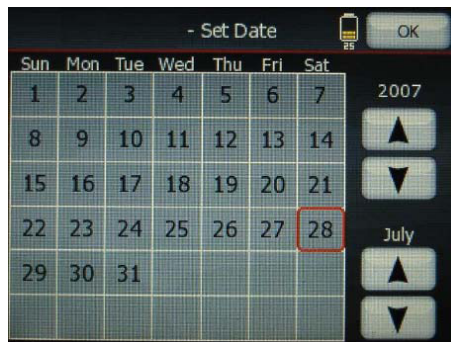 - Set Date
25
OK
Sun Mon Tue Wed Thu Fri Sat
1 2 3 4 5 6 7
8 9 10 11 12 13 14
15 16 17 18 19 20 21
22 23 24 25 26 27 28
29 30 31
2007
July